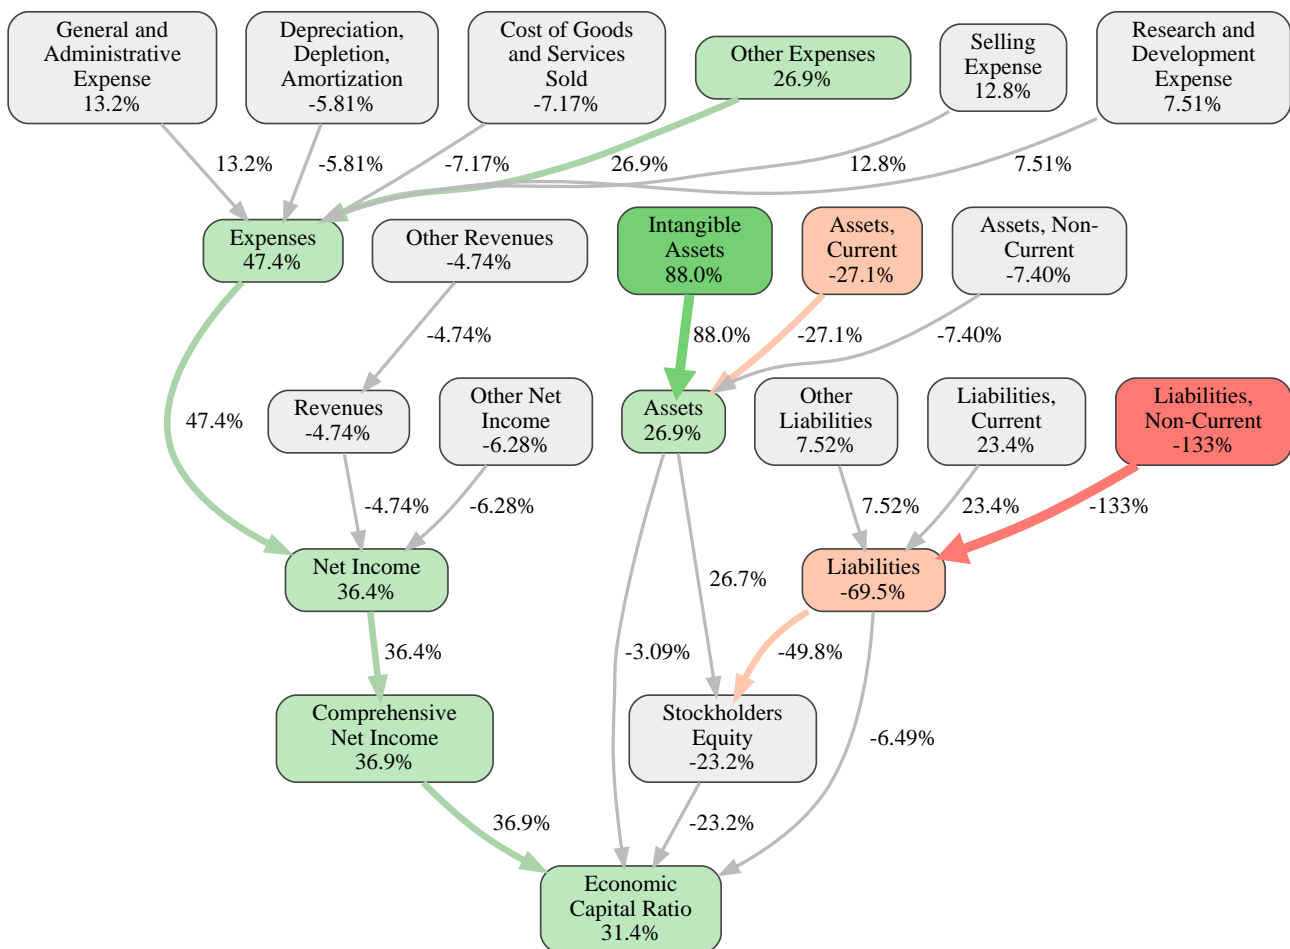 General and
Administrative
Expense
13.2%
Depreciation,
Depletion,
Amortization
-5.81%
Cost of Goods
and Services
Sold
-7.17%
Other Expenses
26.9%
Selling
Expense
12.8%
Research and
Development
Expense
7.51%
13.2%
-5.81%
-7.17%
26.9%
12.8%
7.51%
Expenses
47.4%
Other Revenues
-4.74%
Intangible
Assets
88.0%
Assets,
Current
-27.1%
Assets, Non-
Current
-7.40%
-4.74%
88.0%
-27.1%
-7.40%
47.4%
Revenues
-4.74%
Other Net
Income
-6.28%
Assets
26.9%
Other
Liabilities
7.52%
Liabilities,
Current
23.4%
Liabilities,
Non-Current
-133%
-4.74%
-6.28%
7.52%
23.4%
-133%
Net Income
36.4%
26.7%
Liabilities
-69.5%
36.4%
-3.09%
-49.8%
Comprehensive
Net Income
36.9%
Stockholders
Equity
-23.2%
-6.49%
36.9%
-23.2%
Economic
Capital Ratio
31.4%